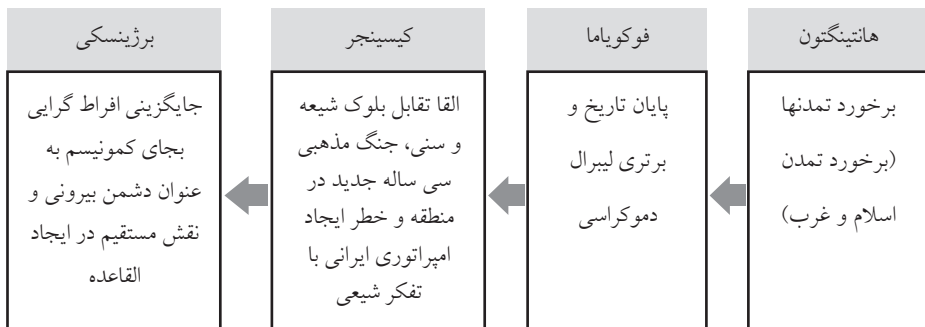 هانتینگتون
برخورد تمدنها
(برخورد تمدن
اسلام و غرب)
فوکویاما
پایان تاریخ و
برتری لیبرال
دموکراسی
کیسینجر
القا تقابل بلوک شیعه
و سنی، جنگ مذهبی
سی ساله جدید در
منطقه و خطر ایجاد
امپراتوری ایرانی با
تفکر شیعی
برژینسکی
جایگزینی افراط گرایی
بجای کمونیسم به
عنوان دشمن بیرونی و
نقش مستقیم در ایجاد
القاعده